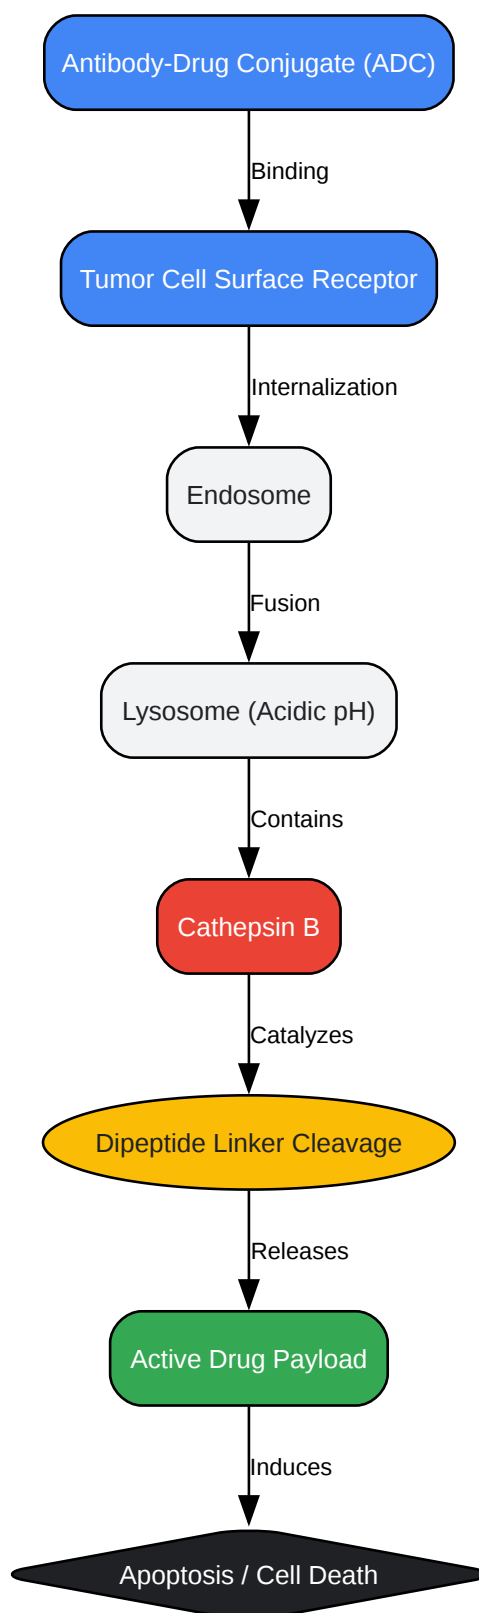 Antibody-Drug Conjugate (ADC)
Binding
Tumor Cell Surface Receptor
Internalization
Endosome
Fusion
Lysosome (Acidic pH)
Contains
Cathepsin B
Catalyzes
Dipeptide Linker Cleavage
Releases
Active Drug Payload
Induces
Apoptosis / Cell Death